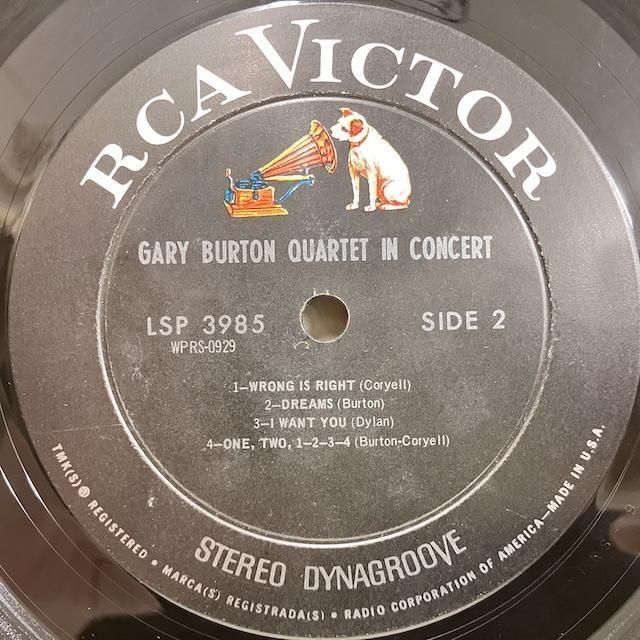 RCA VICTOR
GARY BURTON QUARTET IN CONCERT
LSP 3985
WPRS-0929
SIDE 2
1—WRONG IS RIGHT (Coryell)
2—DREAMS (Burton)
3—I WANT YOU (Dylan)
4—ONE, TWO, 1-2-3-4 (Burton-Coryell)
STEREO DYNAGROOVE
TMK(S) ® REGISTERED • MARCA(S) REGISTRADA(S) • RADIO CORPORATION OF AMERICA—MADE IN U.S.A.